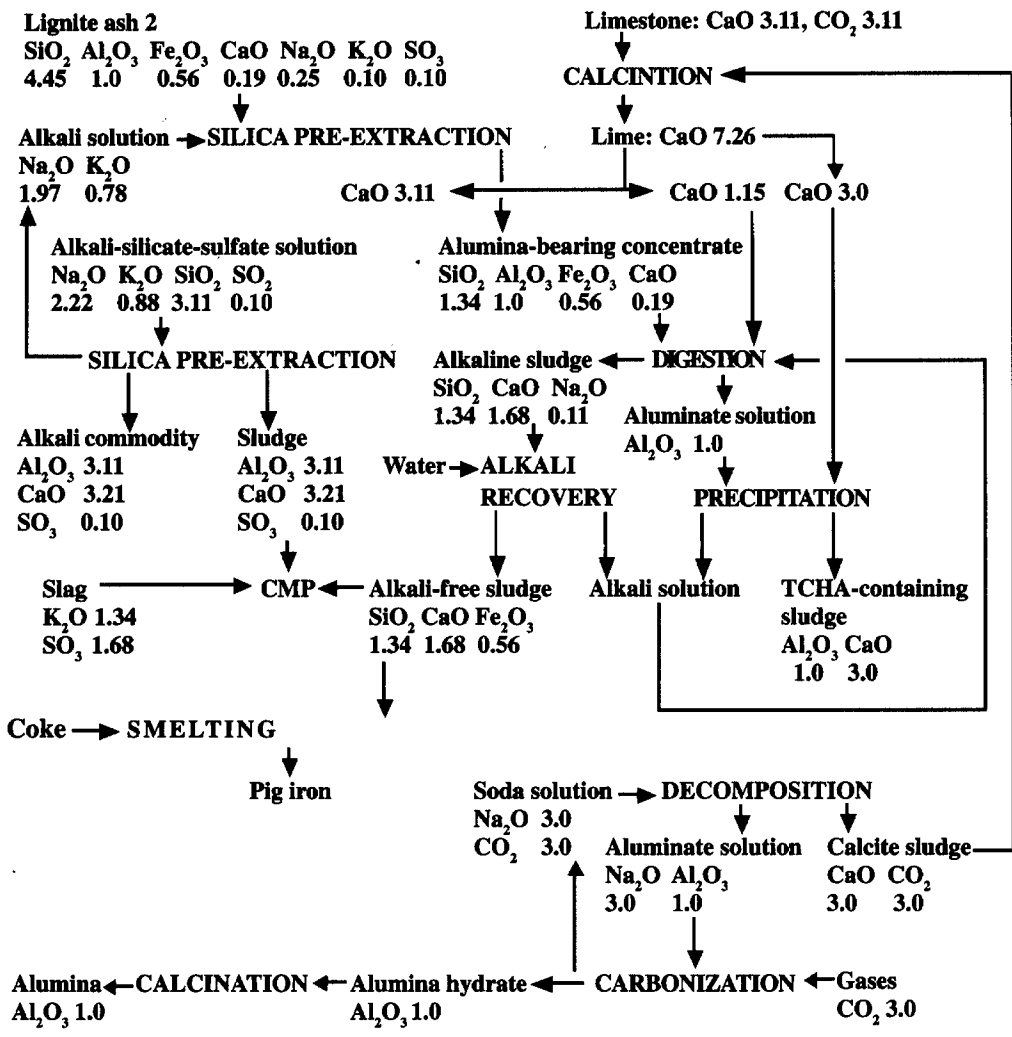 Lignite ash 2
SiO₂ Al₂O₃ Fe₂O₃ CaO Na₂O K₂O SO₃
4.45 1.0 0.56 0.19 0.25 0.10 0.10
Limestone: CaO 3.11, CO₂ 3.11
CALCINTION
Alkali solution
SILICA PRE-EXTRACTION
Na₂O K₂O
1.97 0.78
Lime: CaO 7.26
CaO 3.11
CaO 1.15
CaO 3.0
Alkali-silicate-sulfate solution
Na₂O K₂O SiO₂ SO₂
2.22 0.88 3.11 0.10
Alumina-bearing concentrate
SiO₂ Al₂O₃ Fe₂O₃ CaO
1.34 1.0 0.56 0.19
SILICA PRE-EXTRACTION
Alkaline sludge
SiO₂ CaO Na₂O
1.34 1.68 0.11
DIGESTION
Aluminate solution
Al₂O₃ 1.0
Alkali commodity
Al₂O₃ 3.11
CaO 3.21
SO₃ 0.10
Sludge
Al₂O₃ 3.11
CaO 3.21
SO₃ 0.10
Water
ALKALI
RECOVERY
PRECIPITATION
Slag
K₂O 1.34
SO₃ 1.68
CMP
Alkali-free sludge
SiO₂ CaO Fe₂O₃
1.34 1.68 0.56
Alkali solution
TCHA-containing
sludge
Al₂O₃ CaO
1.0 3.0
Coke
SMELTING
Pig iron
Soda solution
Na₂O 3.0
CO₂ 3.0
DECOMPOSITION
Aluminate solution
Na₂O Al₂O₃
3.0 1.0
Calcite sludge
CaO CO₂
3.0 3.0
Alumina
Al₂O₃ 1.0
CALCINATION
Alumina hydrate
Al₂O₃ 1.0
CARBONIZATION
Gases
CO₂ 3.0